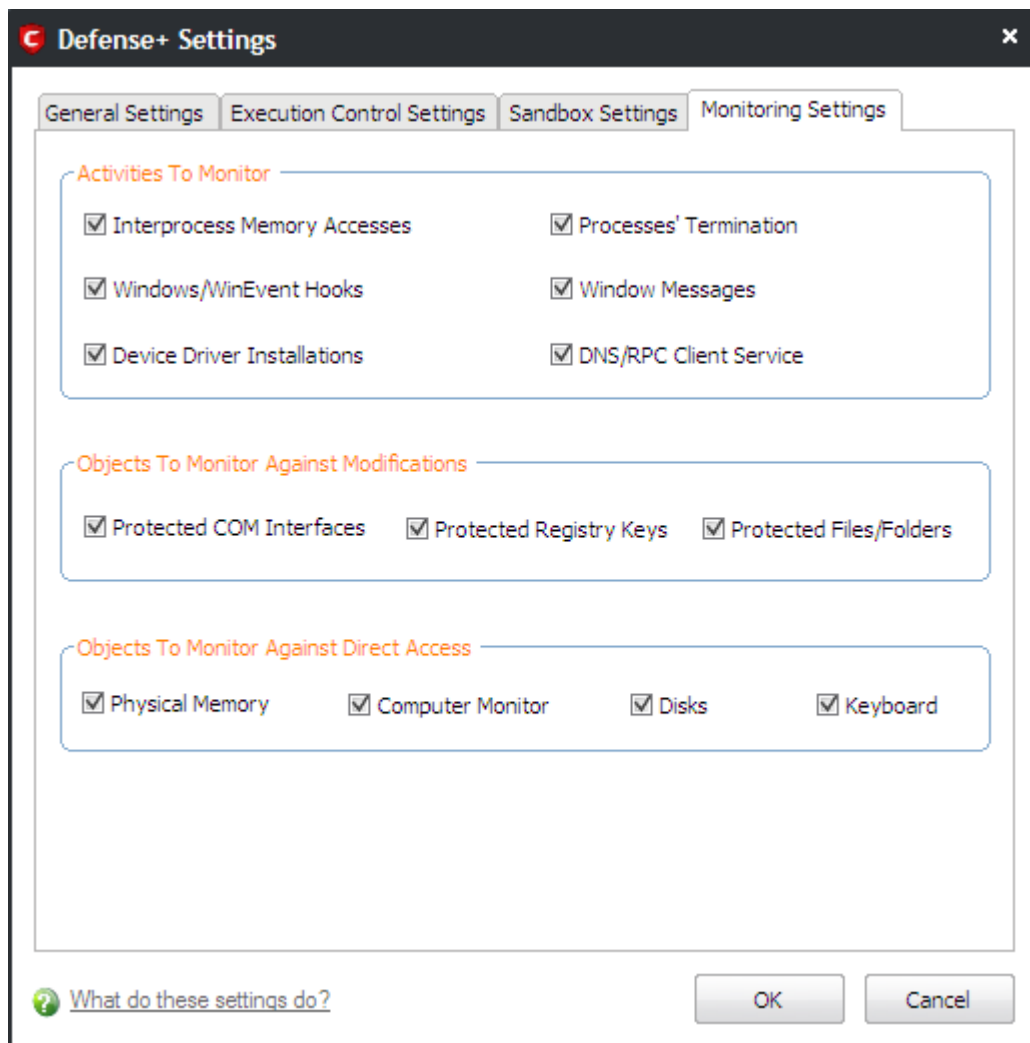 C Defense+ Settings
General Settings Execution Control Settings Sandbox Settings Monitoring Settings
Activities To Monitor
Interprocess Memory Accesses Processes' Termination
Windows/WinEvent Hooks Window Messages
Device Driver Installations DNS/RPC Client Service
Objects To Monitor Against Modifications
Protected COM Interfaces Protected Registry Keys Protected Files/Folders
Objects To Monitor Against Direct Access
Physical Memory Computer Monitor Disks Keyboard
? What do these settings do? OK Cancel